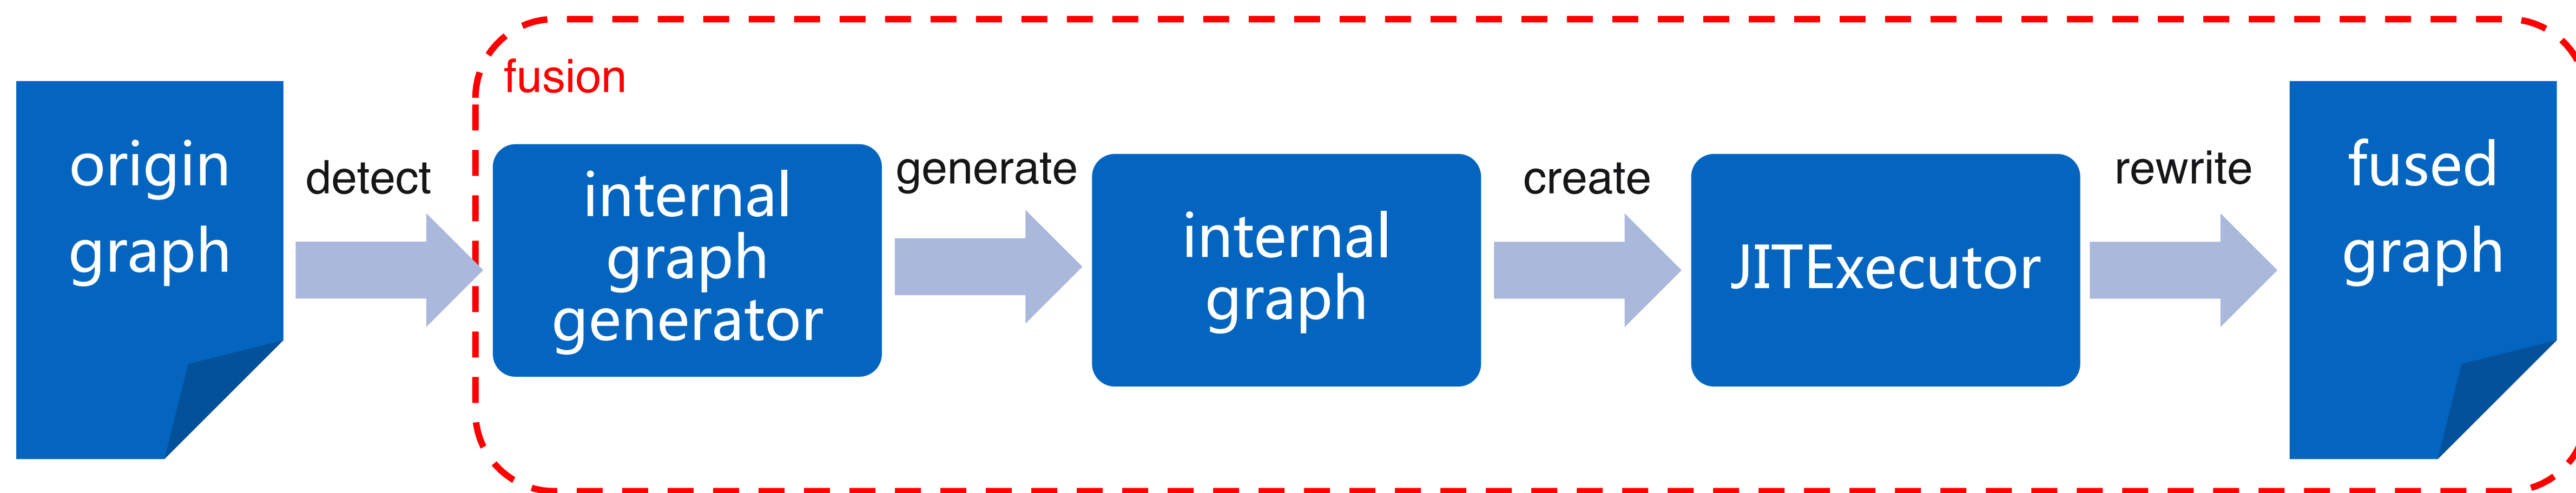 fusion
origin
graph
detect
internal
graph
generator
generate
internal
graph
create
JITExecutor
rewrite
fused
graph